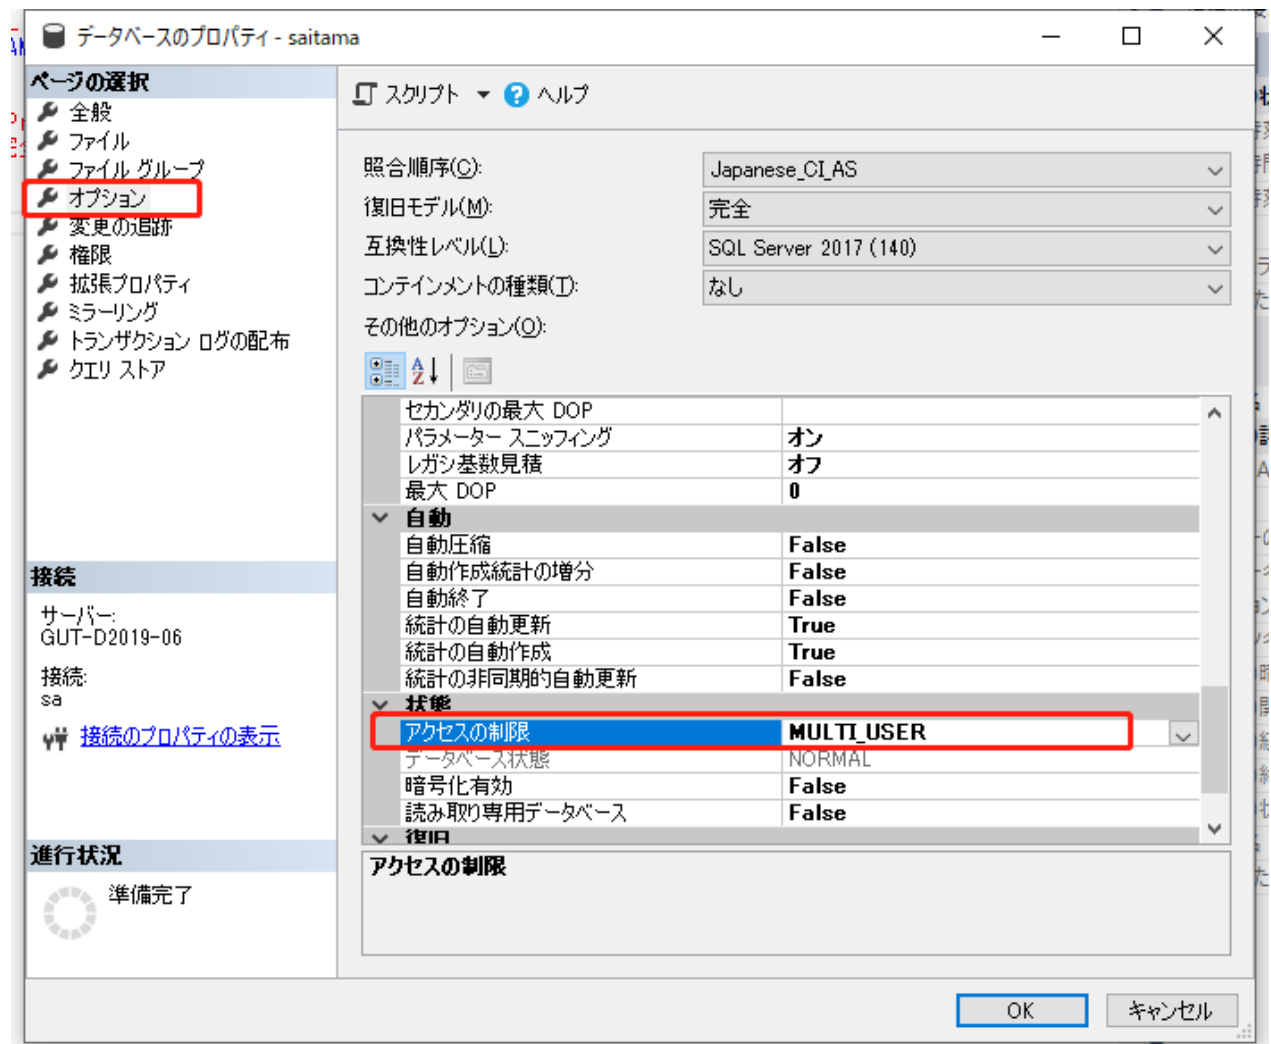 データベースのプロパティ - saitama
ページの選択
全般
ファイル
ファイル グループ
オプション
変更の追跡
権限
拡張プロパティ
ミラーリング
トランザクション ログの配布
クエリ ストア
接続
サーバー:
GUT-D2019-06
接続:
sa
接続のプロパティの表示
進行状況
準備完了
スクリプト ヘルプ
照合順序(C): Japanese_CI_AS
復旧モデル(M): 完全
互換性レベル(L): SQL Server 2017 (140)
コンテインメントの種類(T): なし
その他のオプション(O):
セカンダリの最大 DOP
パラメーター スニッフィング オン
レガシ基数見積 オフ
最大 DOP 0
自動
自動圧縮 False
自動作成統計の増分 False
自動終了 False
統計の自動更新 True
統計の自動作成 True
統計の非同期的自動更新 False
状態
アクセスの制限 MULTI_USER
データベース状態 NORMAL
暗号化有効 False
読み取り専用データベース False
復旧
アクセスの制限
OK キャンセル